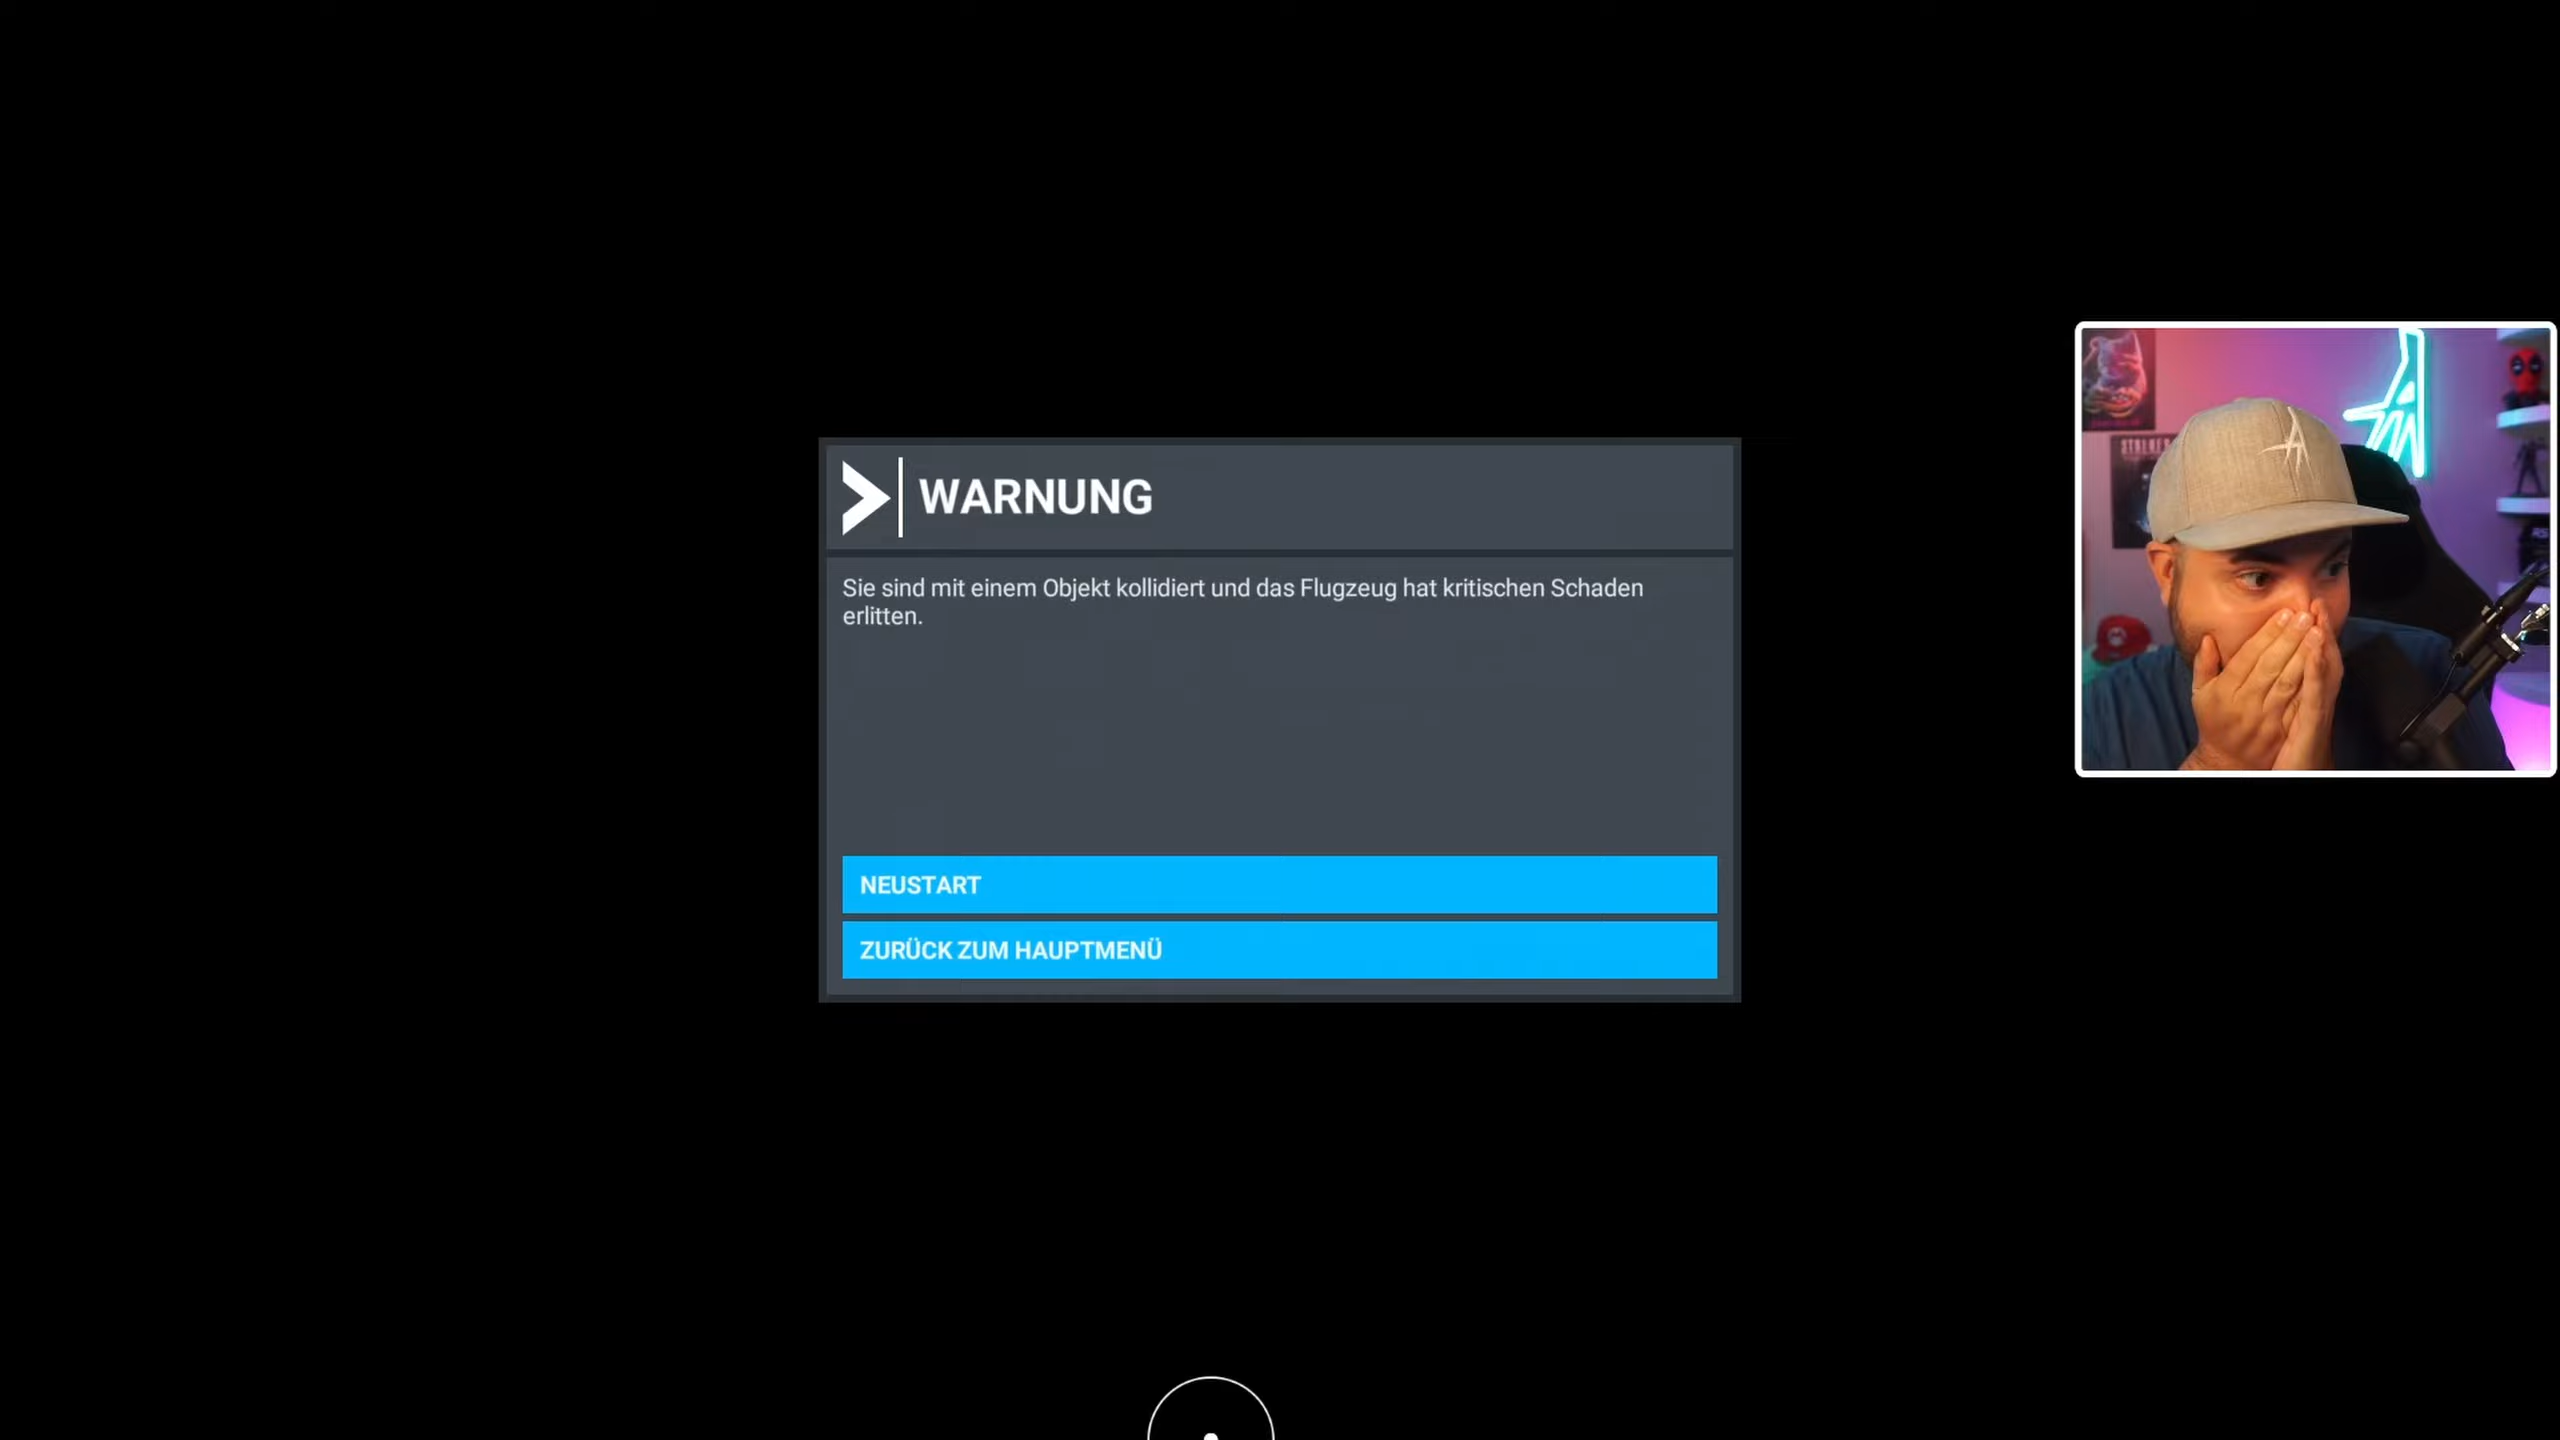 WARNUNG
Sie sind mit einem Objekt kollidiert und das Flugzeug hat kritischen Schaden
erlitten.
NEUSTART
ZURÜCK ZUM HAUPTMENÜ